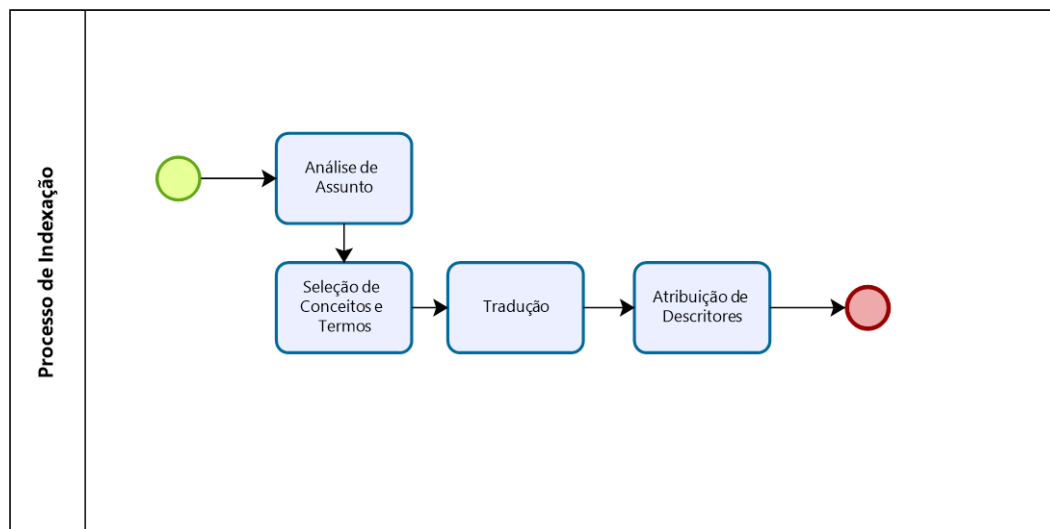 Processo de Indexação
Análise de
Assunto
Seleção de
Conceitos e
Termos
Tradução
Atribuição de
Descritores